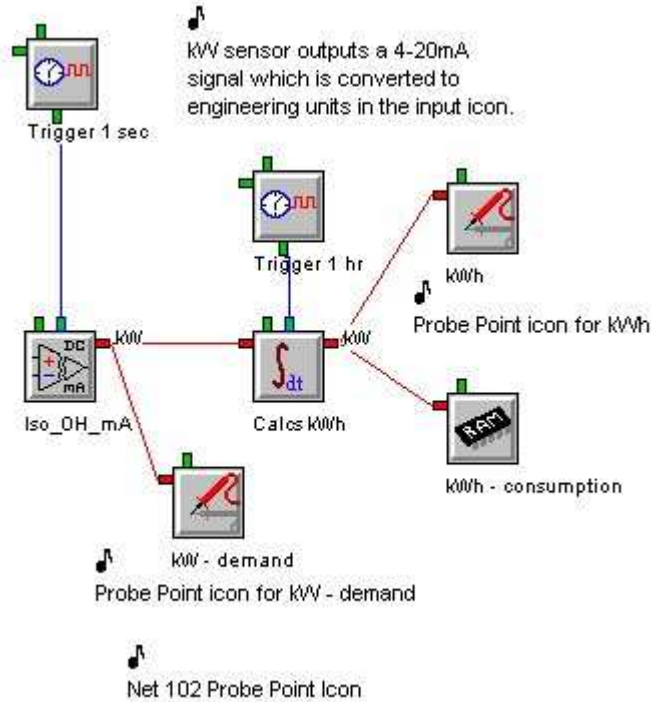 kW sensor outputs a 4-20mA
signal which is converted to
engineering units in the input icon.
Trigger 1 sec
Trigger 1 hr
kWh
Probe Point icon for kWh
DC
kW
kW
mA
dt
Iso_0H_mA
Calcs kWh
RAM
kWh - consumption
kW - demand
Probe Point icon for kW - demand
Net 102 Probe Point Icon